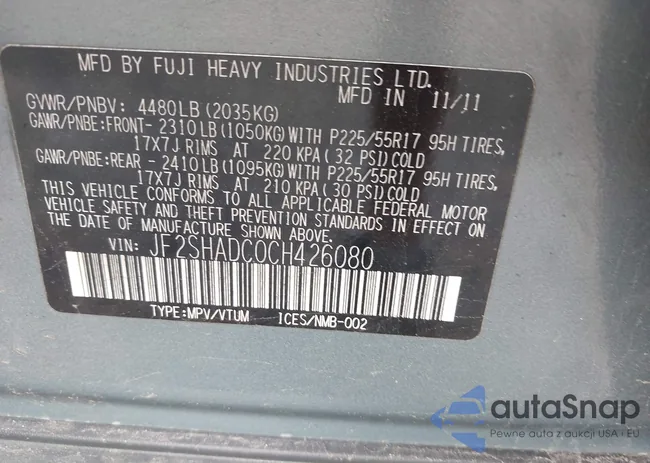 MFD BY FUJI HEAVY INDUSTRIES LTD.
MFD IN 11/11
GVWR/PNBV: 4480LB (2035KG)
GAWR/PNBE:FRONT- 2310LB (1050KG) WITH P225/55R17 95H TIRES,
17X7J RIMS AT 220 KPA ( 32 PSI) COLD
GAWR/PNBE:REAR - 2410LB (1095KG) WITH P225/55R17 95H TIRES,
17X7J RIMS AT 210 KPA ( 30 PSI) COLD
THIS VEHICLE CONFORMS TO ALL APPLICABLE FEDERAL MOTOR
VEHICLE SAFETY AND THEFT PREVENTION STANDARDS IN EFFECT ON
THE DATE OF MANUFACTURE SHOWN ABOVE.
VIN: JF2SHADC0CH426080
TYPE:MPV/VTUM ICES/NMB-002
autoSnap
Pewne auta z aukcji USA i EU